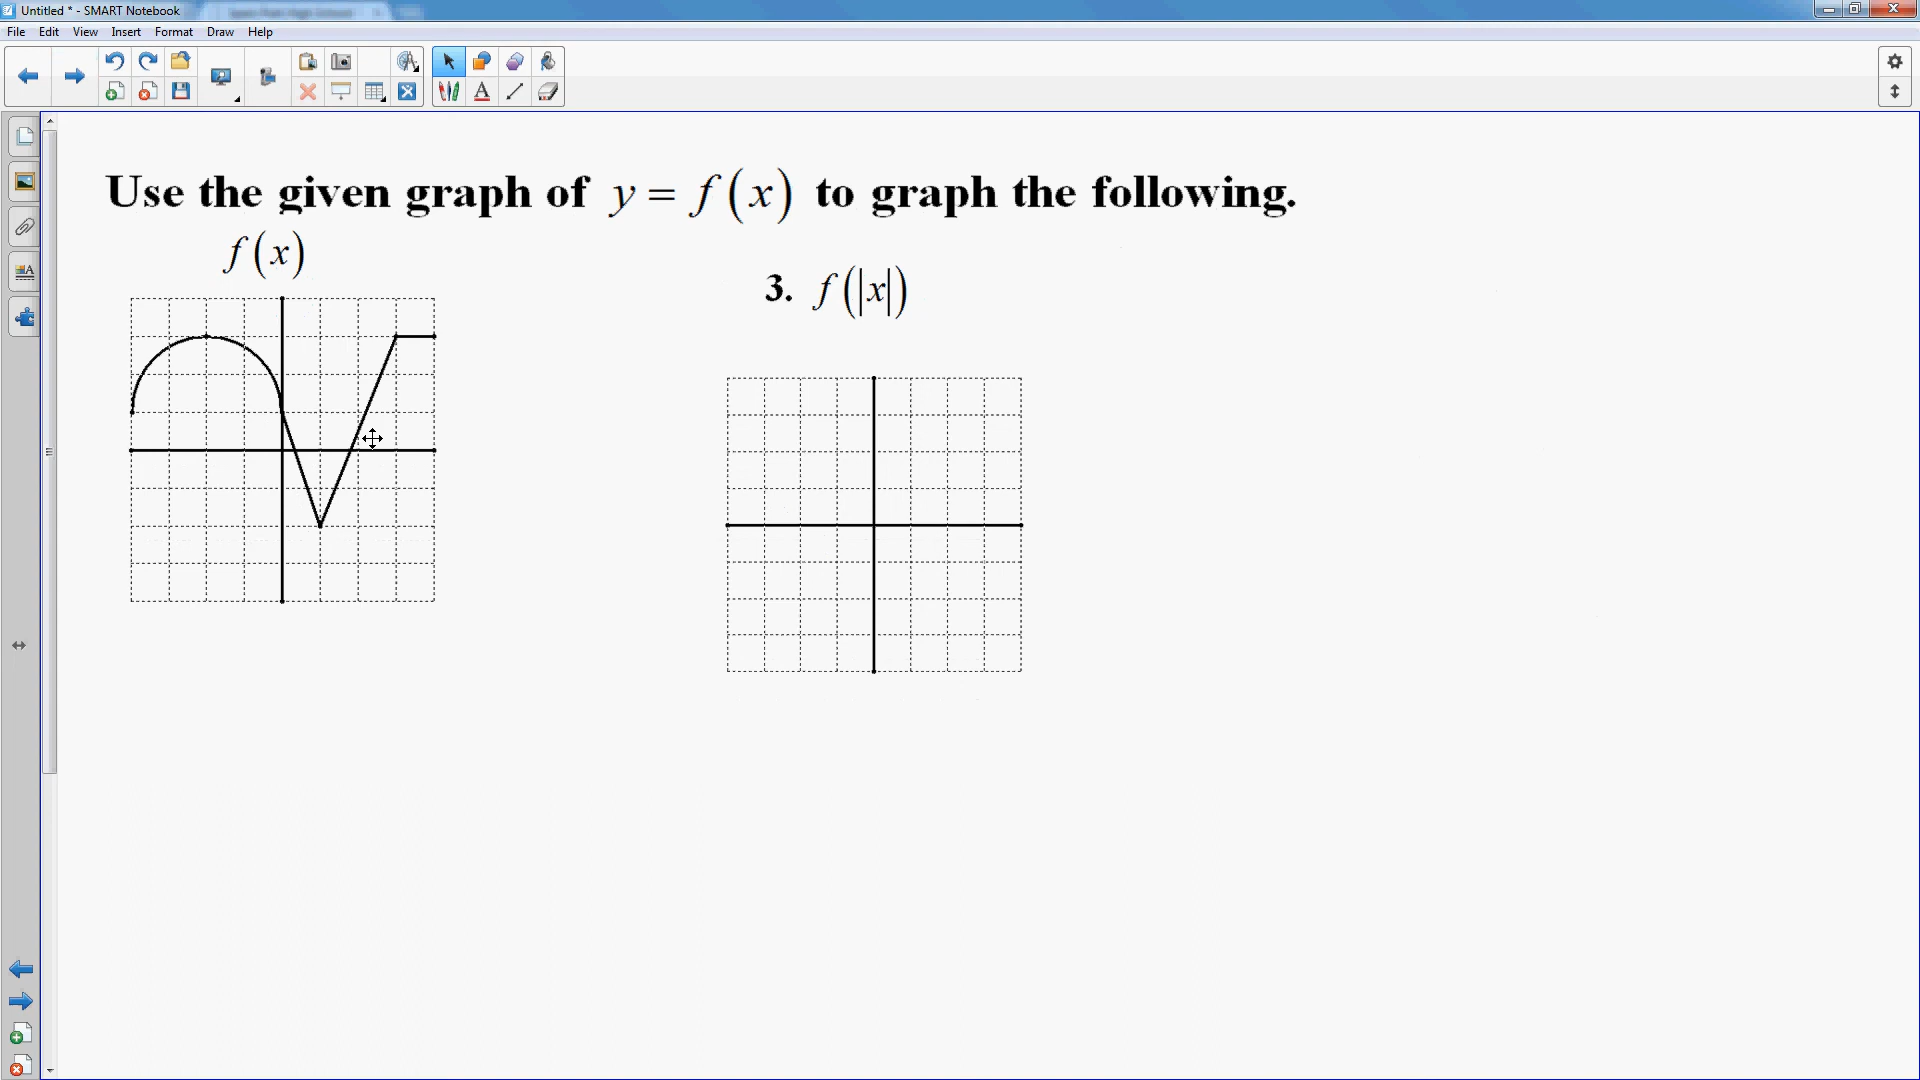 Untitled * - SMART Notebook
File Edit View Insert Format Draw Help
Use the given graph of y = f(x) to graph the following.
f(x)
3. f(|x|)